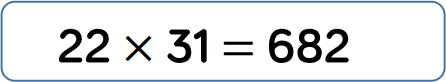 22 × 31 = 682